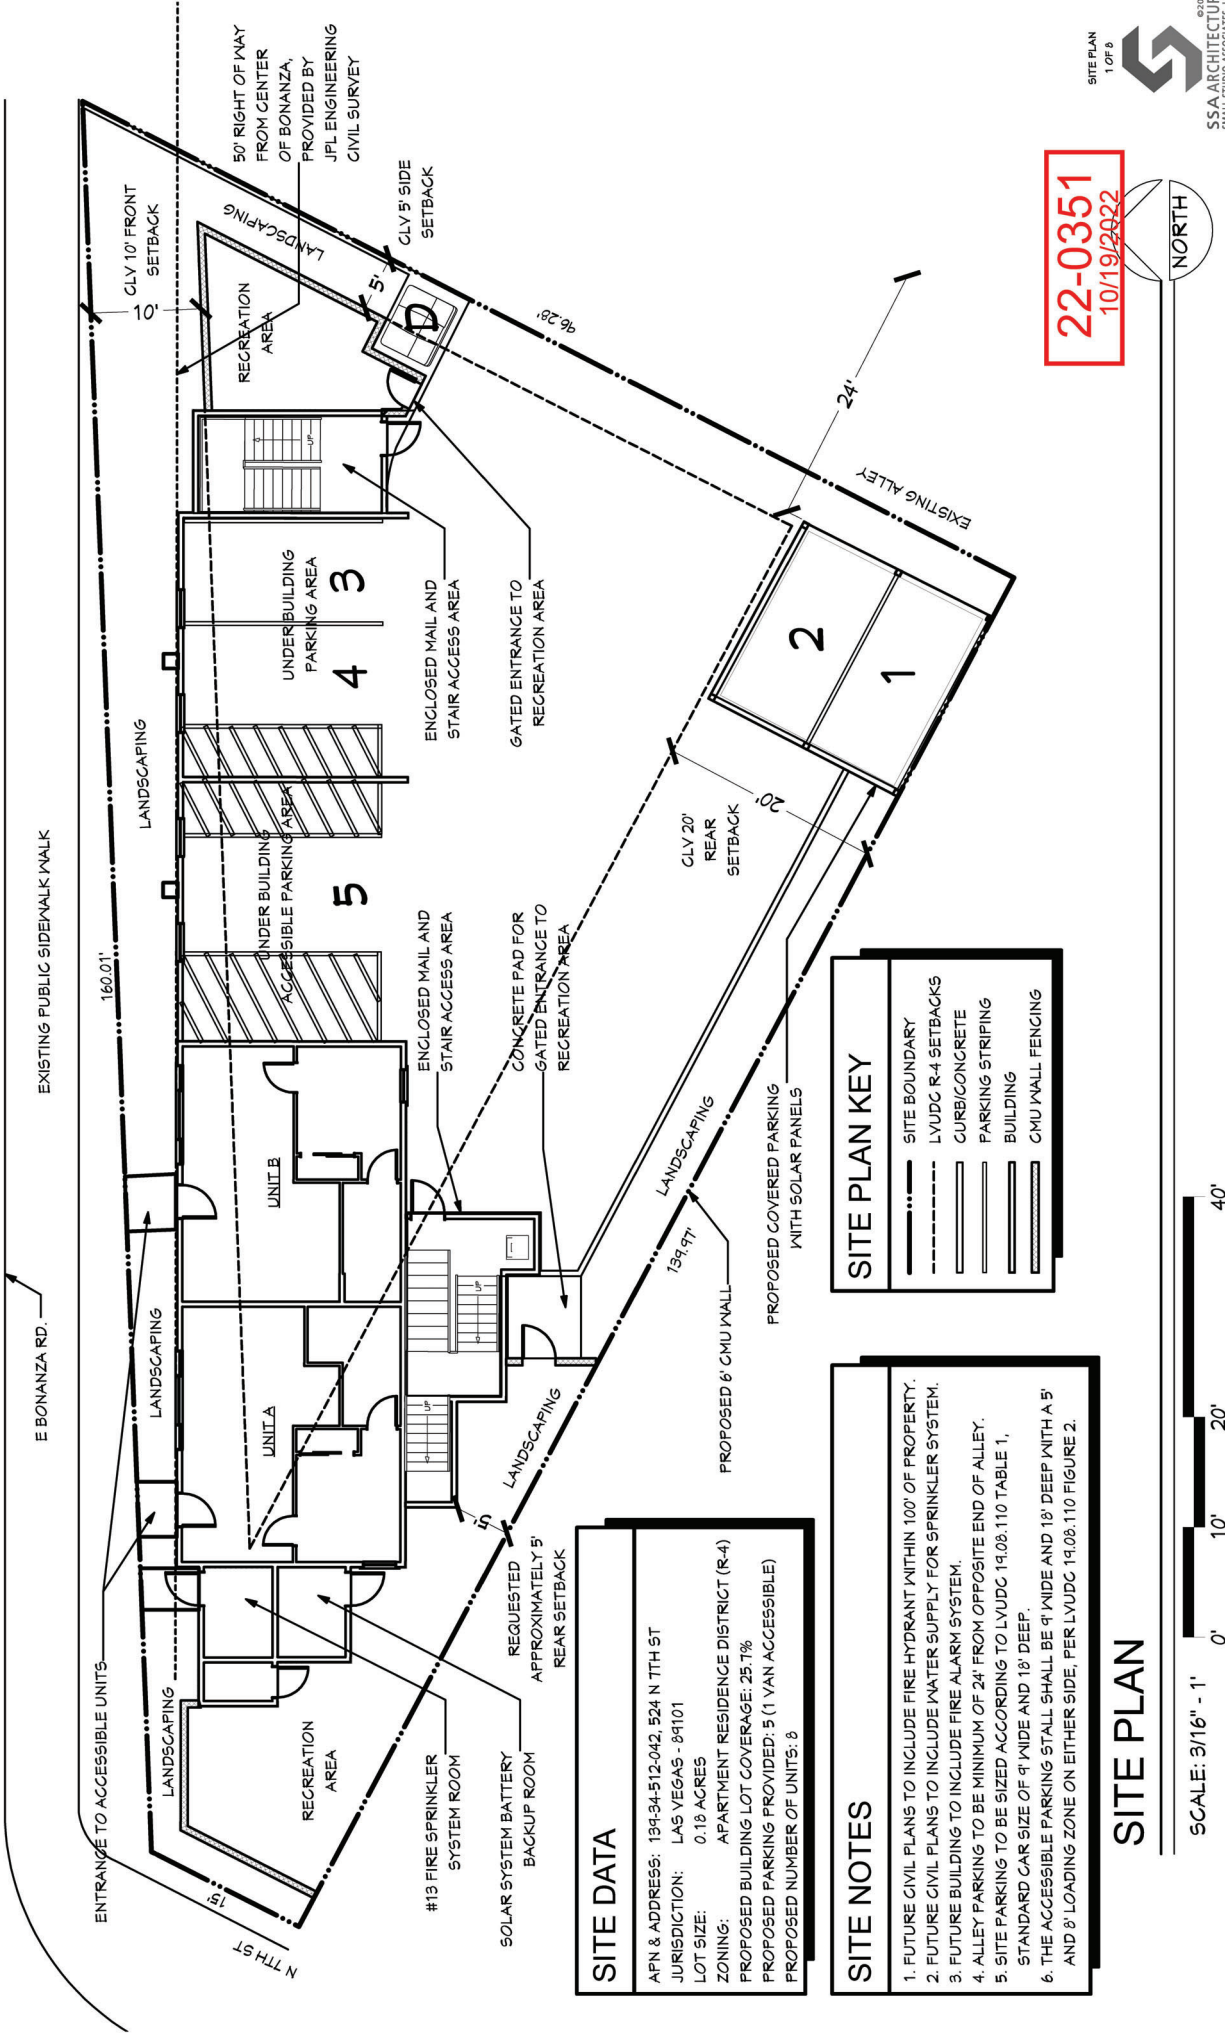 E BONANZA RD.
EXISTING PUBLIC SIDEWALK WALK
160.01'
ENTRANCE TO ACCESSIBLE UNITS
LANDSCAPING
LANDSCAPING
LANDSCAPING
CLV 10' FRONT
SETBACK
10'
50' RIGHT OF WAY
FROM CENTER
OF BONANZA,
PROVIDED BY
JPL ENGINEERING
CIVIL SURVEY
N 7TH ST
15'
RECREATION
AREA
#13 FIRE SPRINKLER
SYSTEM ROOM
SOLAR SYSTEM BATTERY
BACKUP ROOM
UNIT A
UNIT B
UNDER BUILDING
ACCESSIBLE PARKING AREA
5
4
3
UNDER BUILDING
PARKING AREA
UP
RECREATION
AREA
LANDSCAPING
5'
CLV 5' SIDE
SETBACK
D
96.28'
UP
UP
ENCLOSED MAIL AND
STAIR ACCESS AREA
ENCLOSED MAIL AND
STAIR ACCESS AREA
CONCRETE PAD FOR
GATED ENTRANCE TO
RECREATION AREA
GATED ENTRANCE TO
RECREATION AREA
5'
LANDSCAPING
REQUESTED
APPROXIMATELY 5'
REAR SETBACK
LANDSCAPING
139.97'
PROPOSED 6' CMU WALL
CLV 20'
REAR
SETBACK
20'
2
1
24'
EXISTING ALLEY
PROPOSED COVERED PARKING
WITH SOLAR PANELS
SITE DATA
APN & ADDRESS: 139-34-512-042, 524 N 7TH ST
JURISDICTION: LAS VEGAS - 89101
LOT SIZE: 0.18 ACRES
ZONING: APARTMENT RESIDENCE DISTRICT (R-4)
PROPOSED BUILDING LOT COVERAGE: 25.7%
PROPOSED PARKING PROVIDED: 5 (1 VAN ACCESSIBLE)
PROPOSED NUMBER OF UNITS: 8
SITE NOTES
1. FUTURE CIVIL PLANS TO INCLUDE FIRE HYDRANT WITHIN 100' OF PROPERTY.
2. FUTURE CIVIL PLANS TO INCLUDE WATER SUPPLY FOR SPRINKLER SYSTEM.
3. FUTURE BUILDING TO INCLUDE FIRE ALARM SYSTEM.
4. ALLEY PARKING TO BE MINIMUM OF 24' FROM OPPOSITE END OF ALLEY.
5. SITE PARKING TO BE SIZED ACCORDING TO LVUDC 19.08.110 TABLE 1,
STANDARD CAR SIZE OF 9' WIDE AND 18' DEEP.
6. THE ACCESSIBLE PARKING STALL SHALL BE 9' WIDE AND 18' DEEP WITH A 5'
AND 8' LOADING ZONE ON EITHER SIDE, PER LVUDC 19.08.110 FIGURE 2.
SITE PLAN KEY
SITE BOUNDARY
LVUDC R-4 SETBACKS
CURB/CONCRETE
PARKING STRIPING
BUILDING
CMU WALL FENCING
SITE PLAN
SCALE: 3/16" - 1'
0' 10' 20' 40'
22-0351
10/19/2022
NORTH
SITE PLAN
1 OF 8
SSA ARCHITECTURE